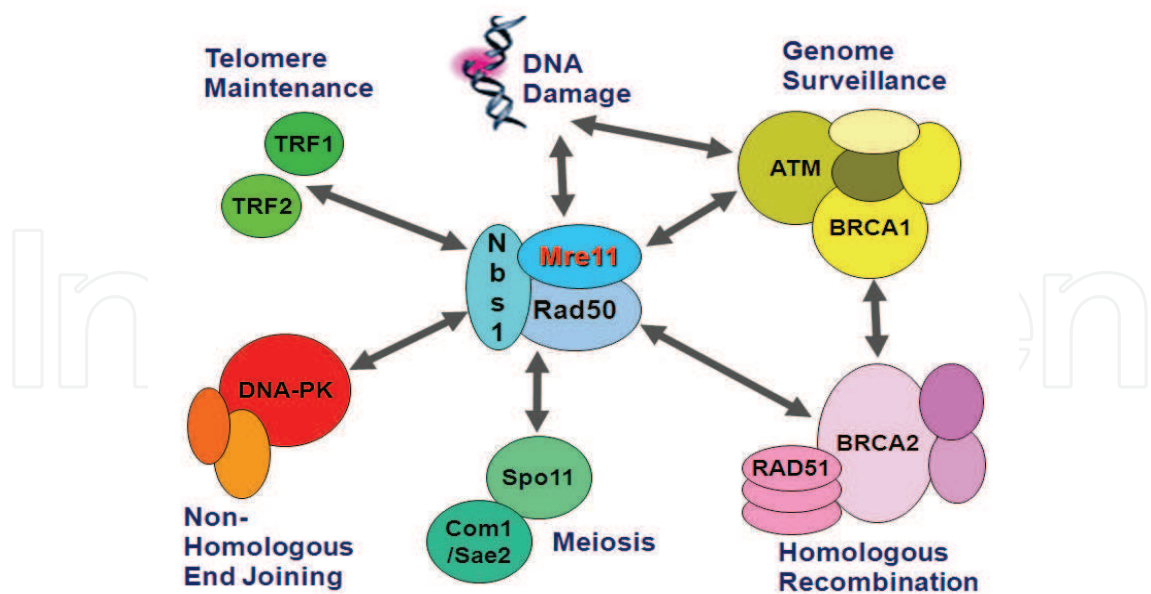 Telomere
Maintenance
DNA
Damage
Genome
Surveillance
TRF1
TRF2
ATM
BRCA1
N
b
s
1
Mre11
Rad50
DNA-PK
Spo11
Com1
/Sae2
BRCA2
RAD51
Non-
Homologous
End Joining
Meiosis
Homologous
Recombination